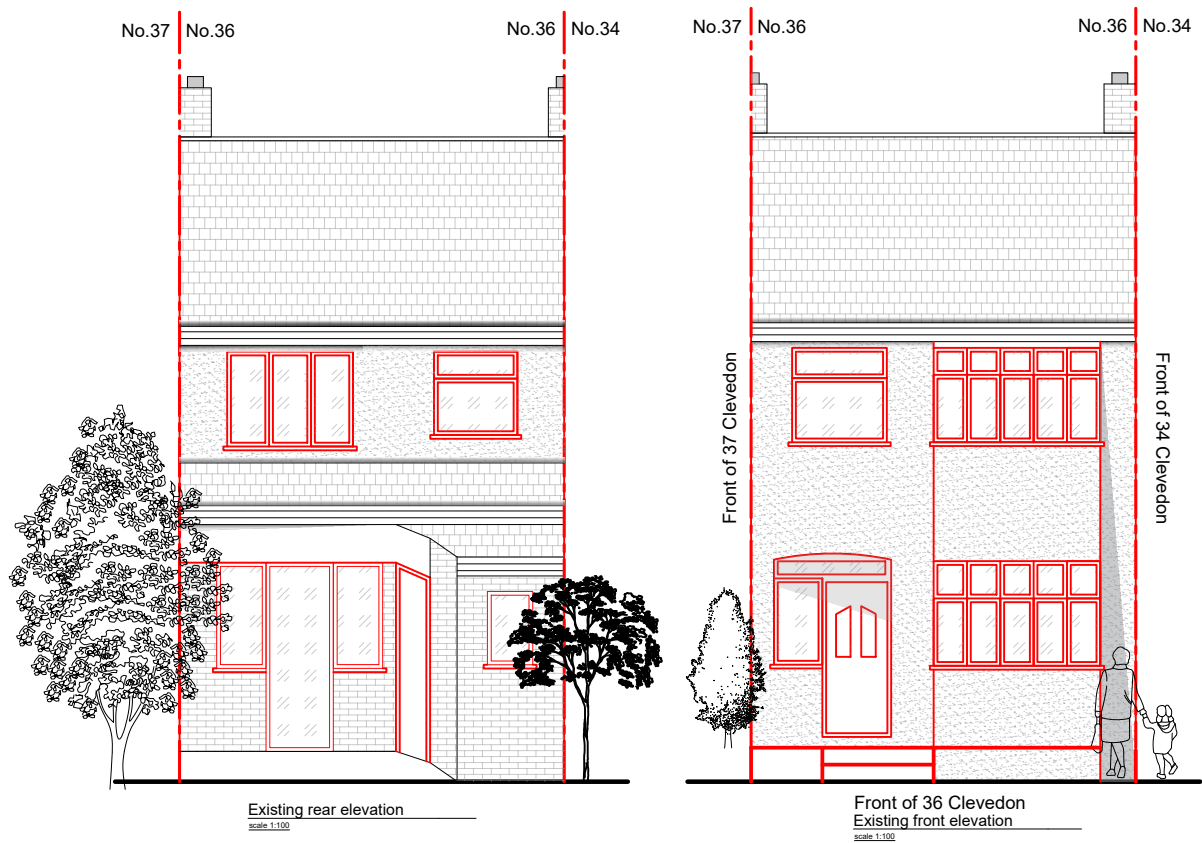 No.37 No.36
No.36 No.34
No.37 No.36
No.36 No.34
Front of 37 Clevedon
Front of 34 Clevedon
Existing rear elevation
scale 1:100
Front of 36 Clevedon
Existing front elevation
scale 1:100